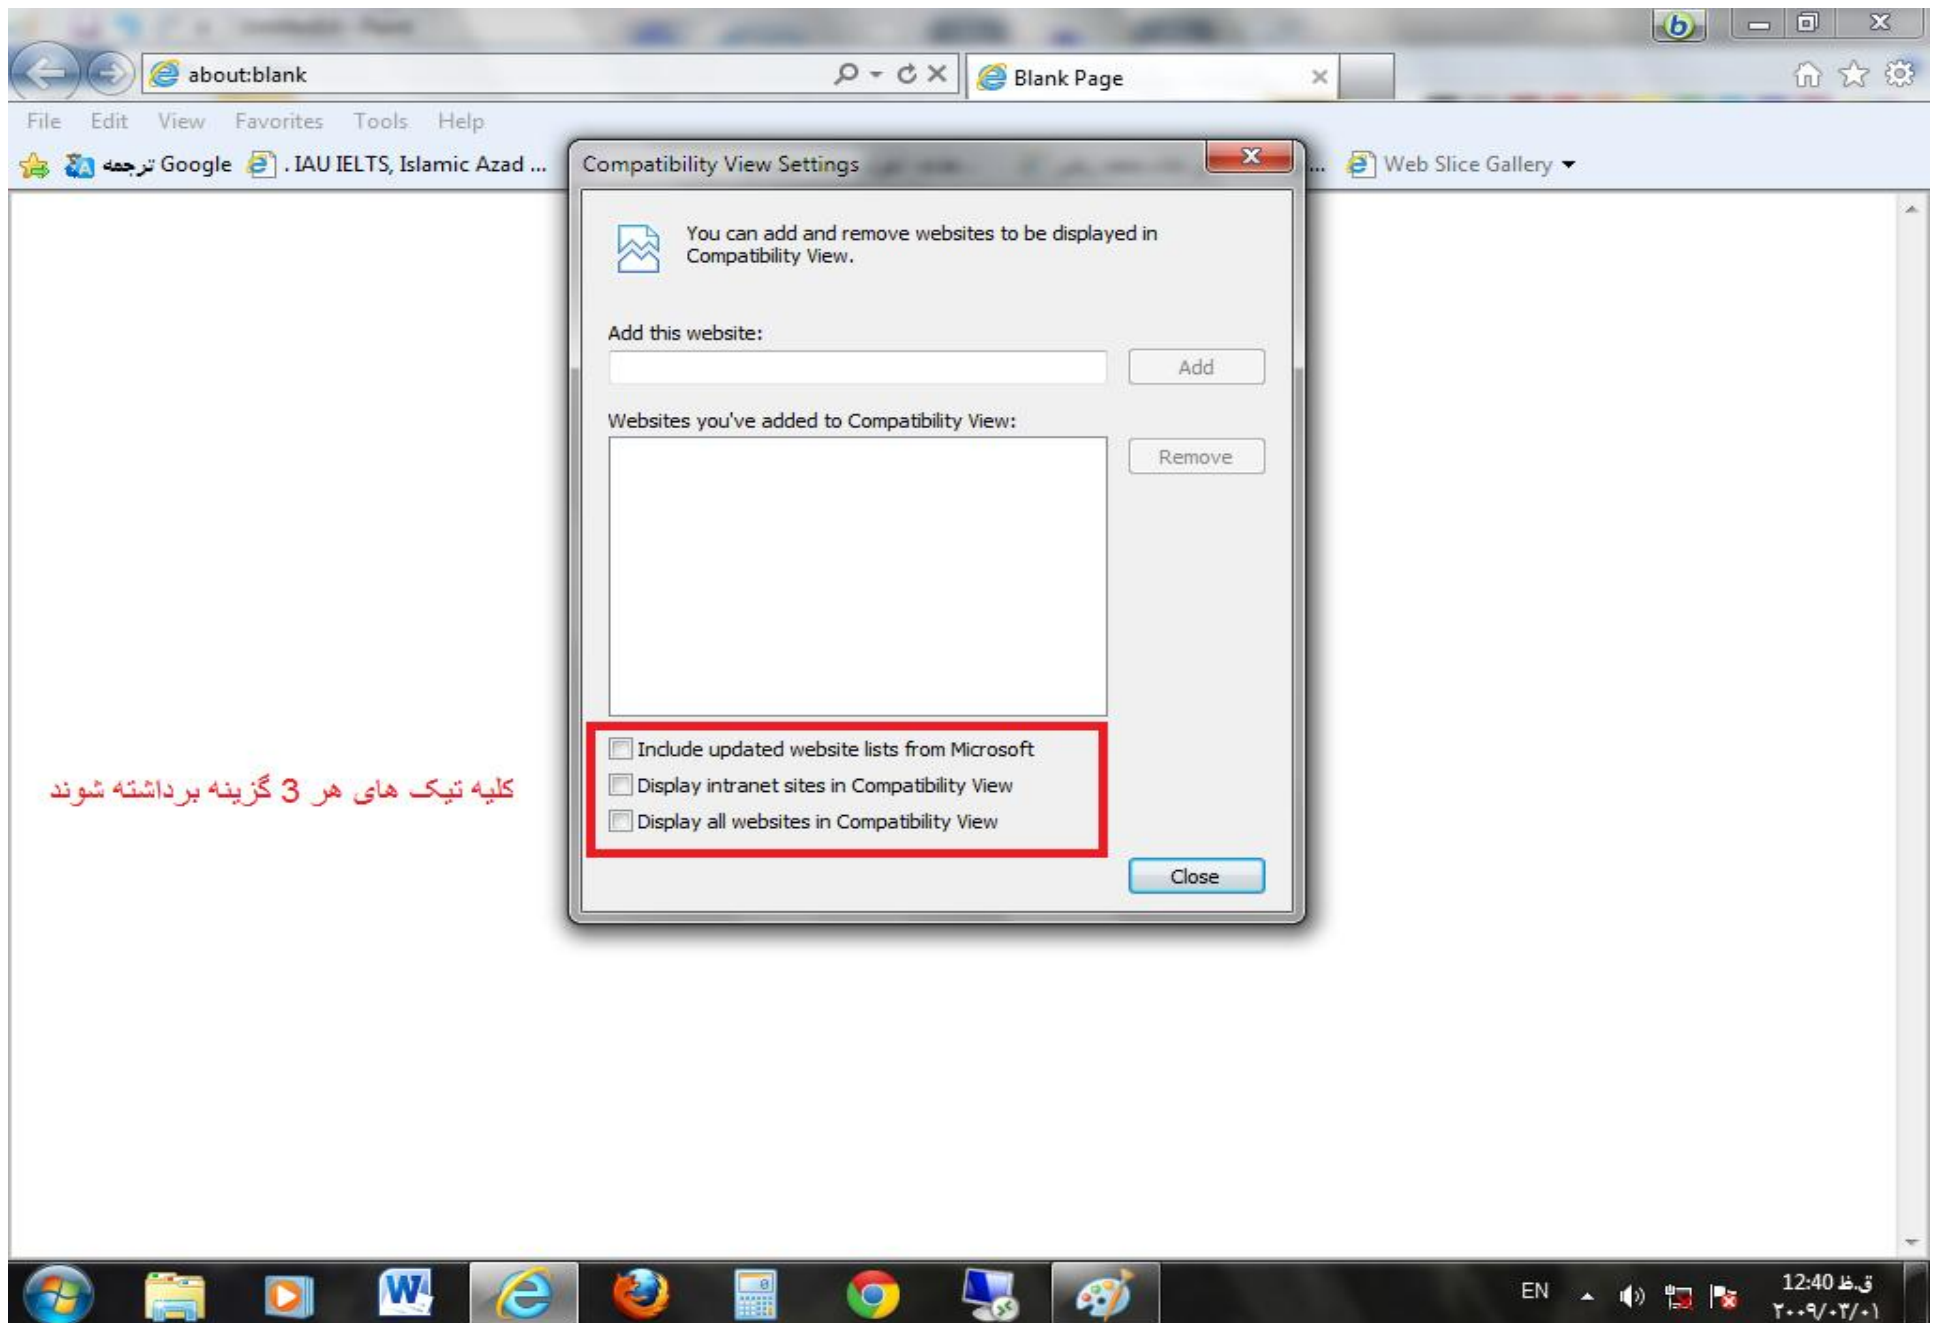 about:blank
Blank Page
File Edit View Favorites Tools Help
ترجمه Google
. IAU IELTS, Islamic Azad ...
...
Web Slice Gallery
Compatibility View Settings
You can add and remove websites to be displayed in
Compatibility View.
Add this website:
Add
Websites you've added to Compatibility View:
Remove
Include updated website lists from Microsoft
Display intranet sites in Compatibility View
Display all websites in Compatibility View
کلیه تیک های هر 3 گزینه برداشته شوند
Close
EN
12:40 ق.ظ
۲۰۰۹/۰۳/۰۱